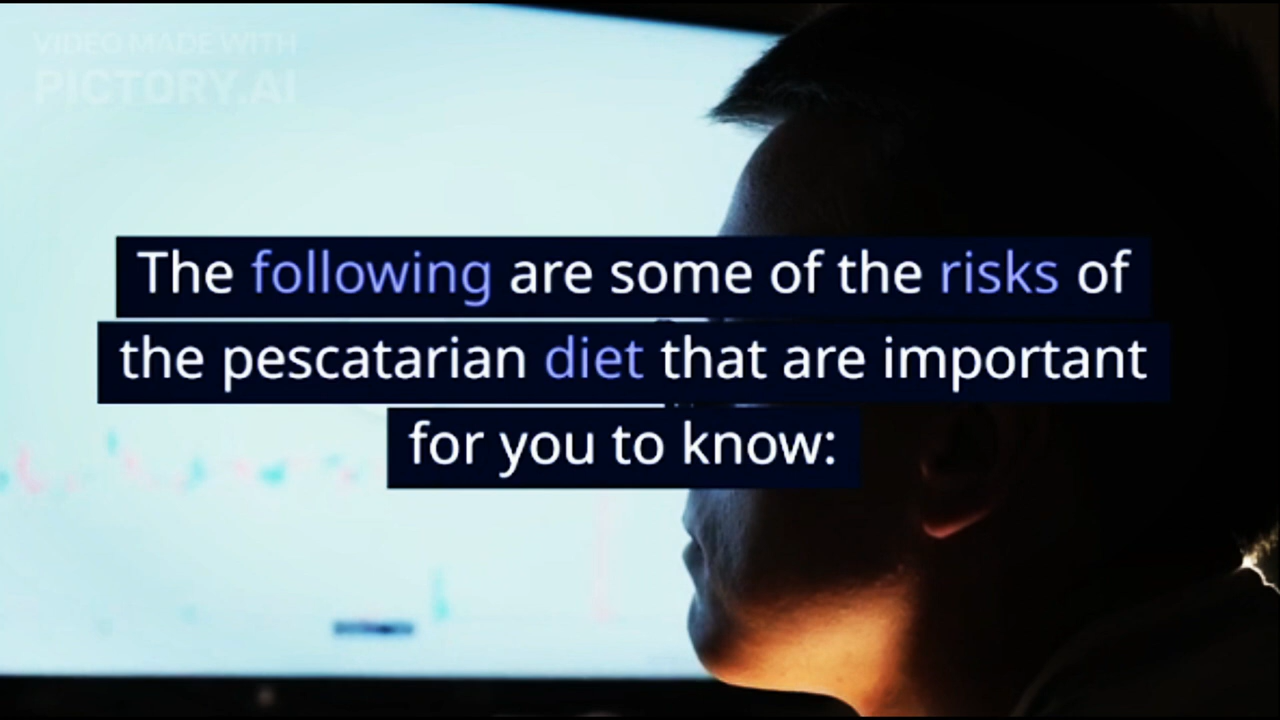 VIDEO MADE WITH
PICTORY.AI
The following are some of the risks of
the pescatarian diet that are important
for you to know: